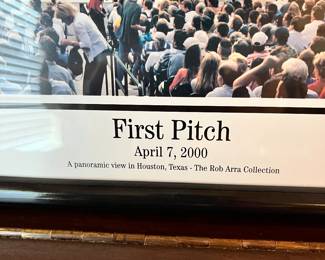 First Pitch
April 7, 2000
A panoramic view in Houston, Texas - The Rob Arra Collection